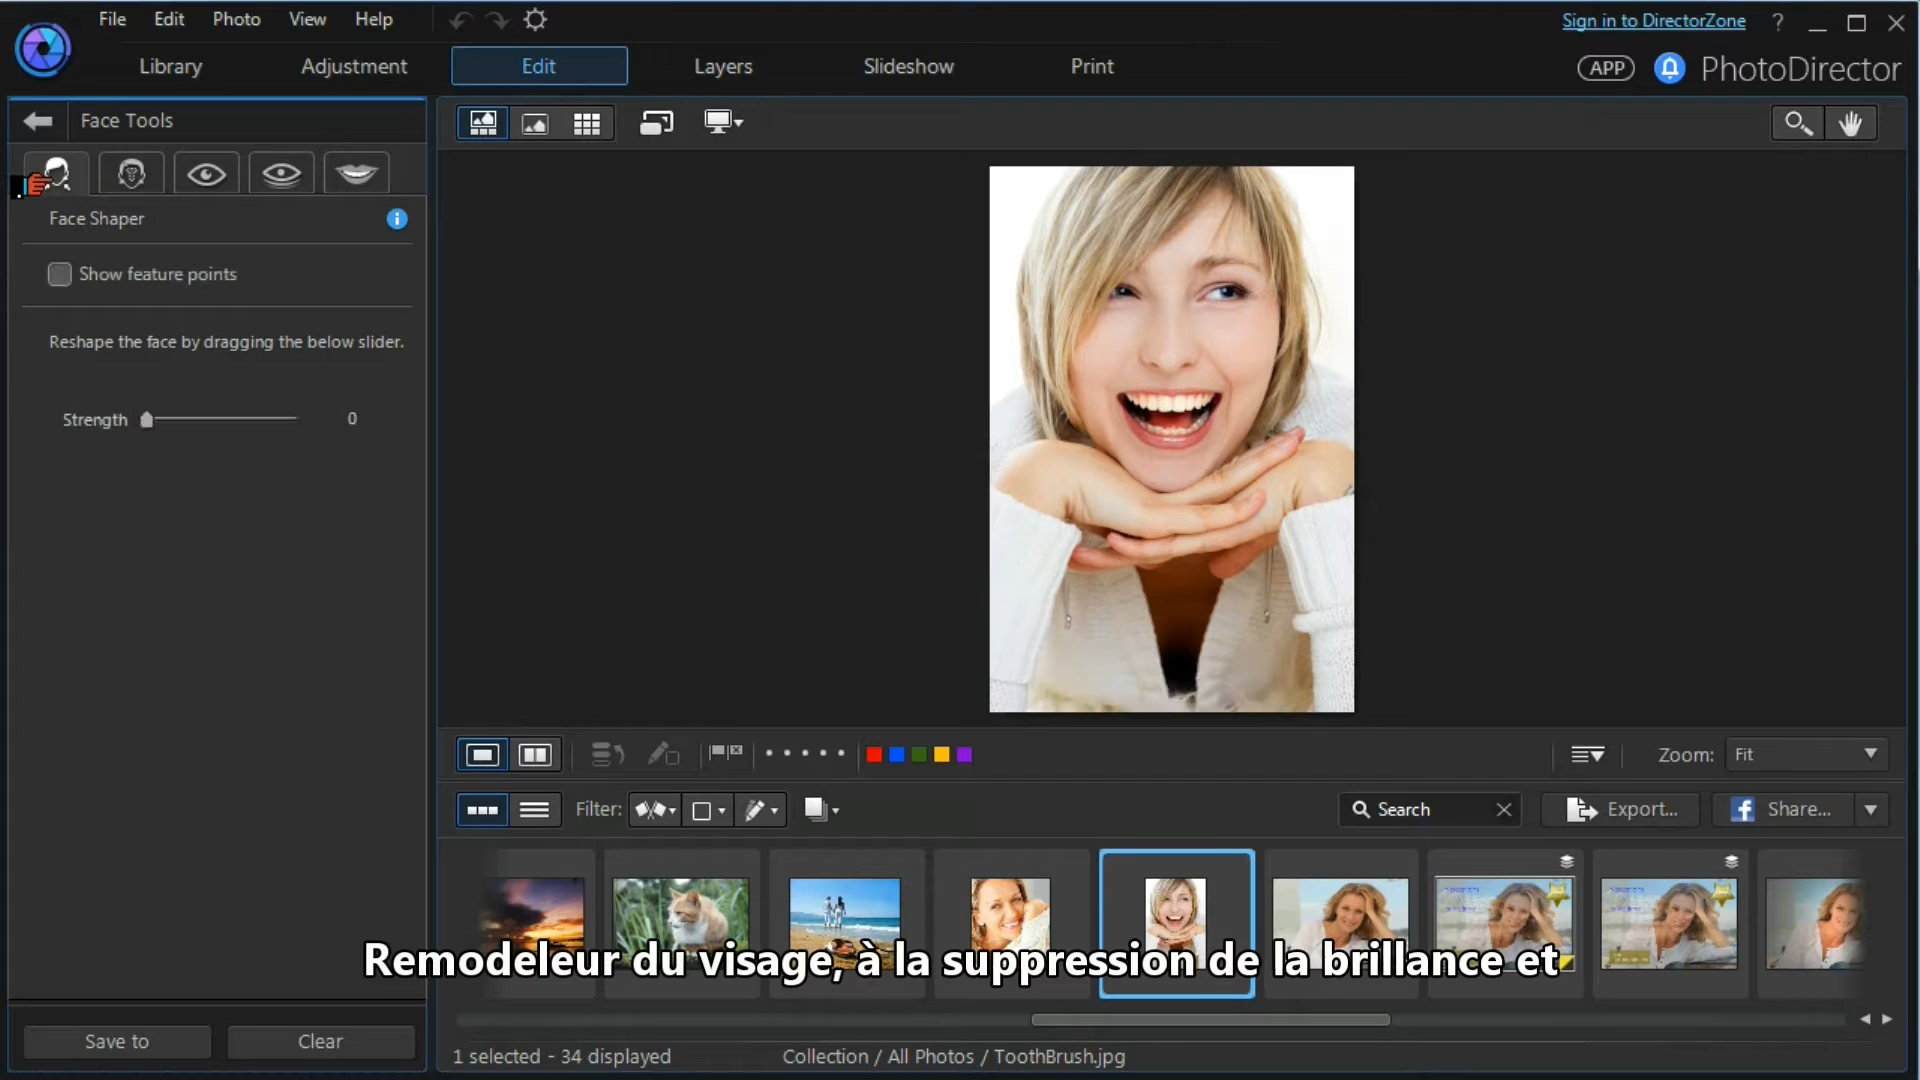 File Edit Photo View Help
Sign in to DirectorZone ?
Library Adjustment Edit Layers Slideshow Print
APP PhotoDirector
Face Tools
Face Shaper
Show feature points
Reshape the face by dragging the below slider.
Strength 0
Zoom: Fit
Filter: Search Export... Share...
Remodeleur du visage, à la suppression de la brillance et
Save to Clear
1 selected - 34 displayed Collection / All Photos / ToothBrush.jpg